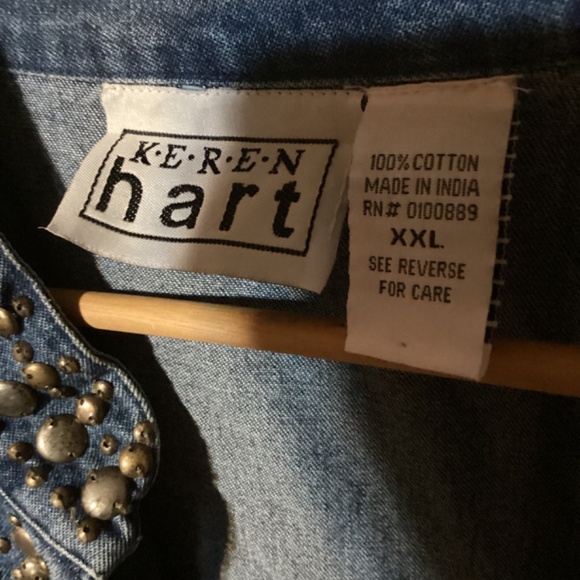 K·E·R·E·N
hart
100% COTTON
MADE IN INDIA
RN# 0100889
XXL.
SEE REVERSE
FOR CARE